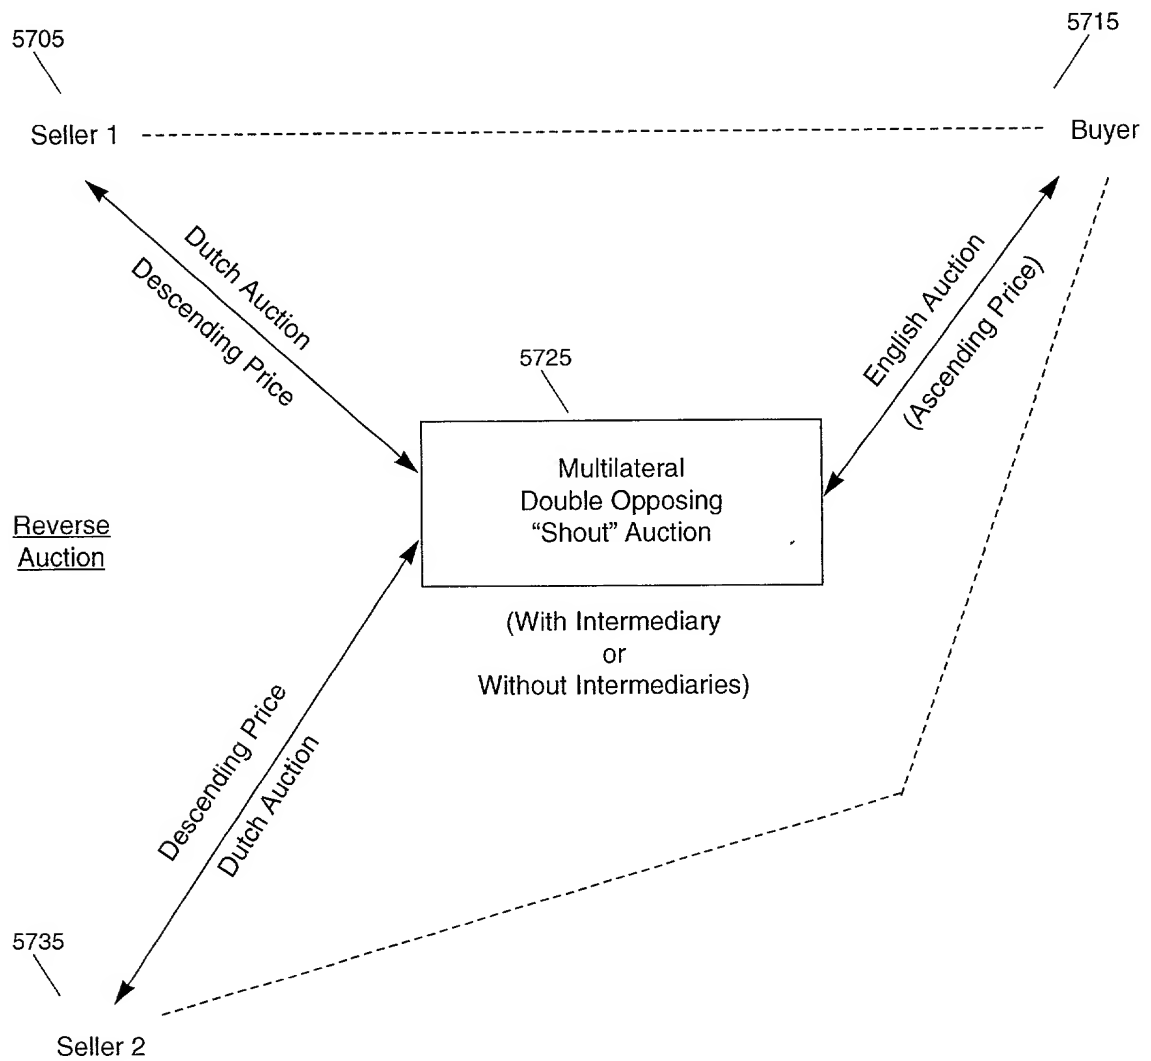 5705
5715
Seller 1
Buyer
Dutch Auction
Descending Price
English Auction
(Ascending Price)
5725
Multilateral
Double Opposing
“Shout” Auction
Reverse
Auction
(With Intermediary
or
Without Intermediaries)
Descending Price
Dutch Auction
5735
Seller 2